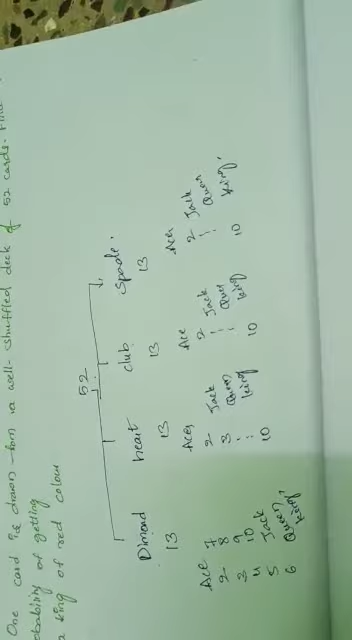 One card is drawn from a well-shuffled deck of 52 cards. Find
probability of getting
a king of red colour
52
Dimond heart club Spade.
13 13 13 13
Ace 7
2 8
3 9
4 10
5 Jack
6 Queen
King,
Ace
2 Jack
3 Queen
: King
:
10
Ace
2 Jack
: Que
: King
10
Ace
2 Jack
: Queen
: King,
10